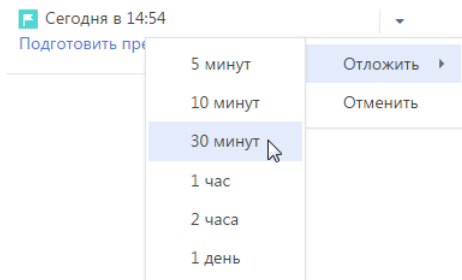 Сегодня в 14:54
Подготовить пре
5 минут
10 минут
30 минут
1 час
2 часа
1 день
Отложить
Отменить